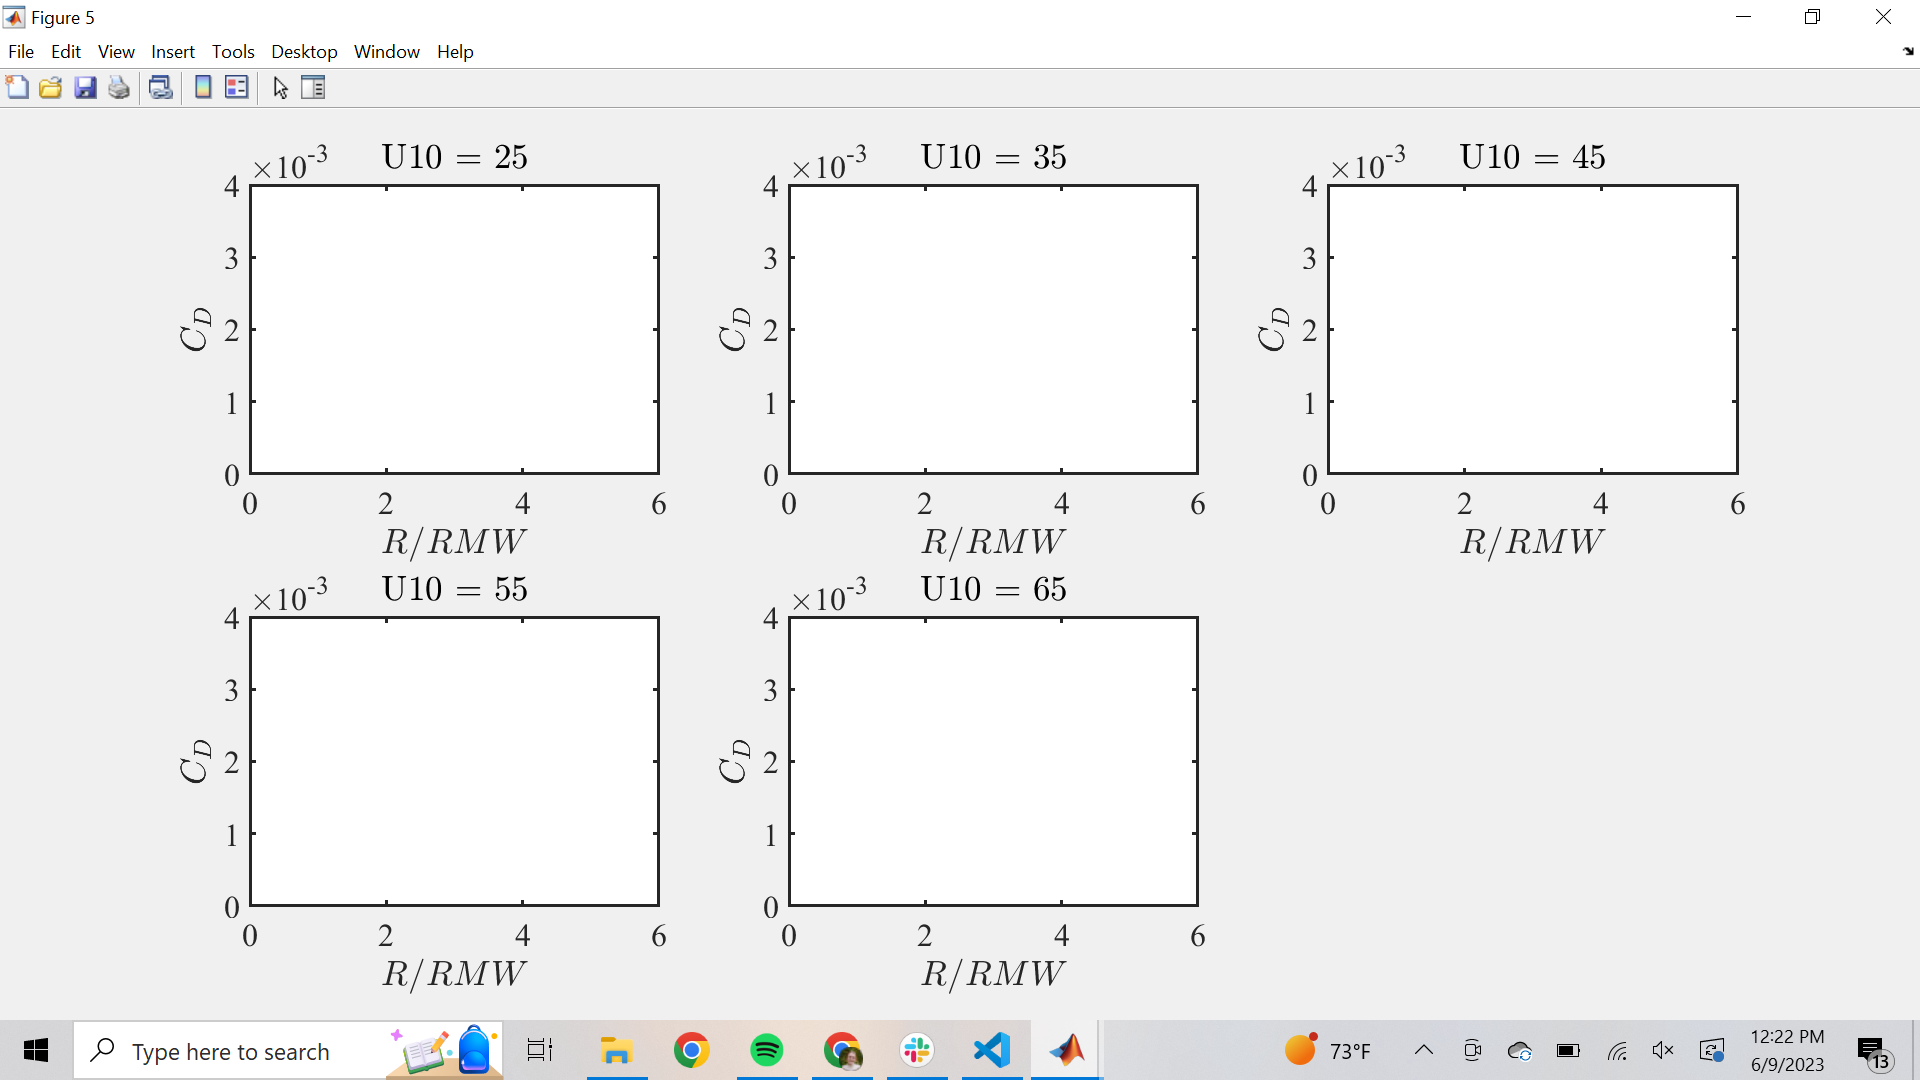 Figure 5
File Edit View Insert Tools Desktop Window Help
×10-3 U10 = 25
4
3
2
1
0
C_D
0 2 4 6
R/RMW
×10-3 U10 = 35
4
3
2
1
0
C_D
0 2 4 6
R/RMW
×10-3 U10 = 45
4
3
2
1
0
C_D
0 2 4 6
R/RMW
×10-3 U10 = 55
4
3
2
1
0
C_D
0 2 4 6
R/RMW
×10-3 U10 = 65
4
3
2
1
0
C_D
0 2 4 6
R/RMW
Type here to search
73°F
12:22 PM
6/9/2023
13